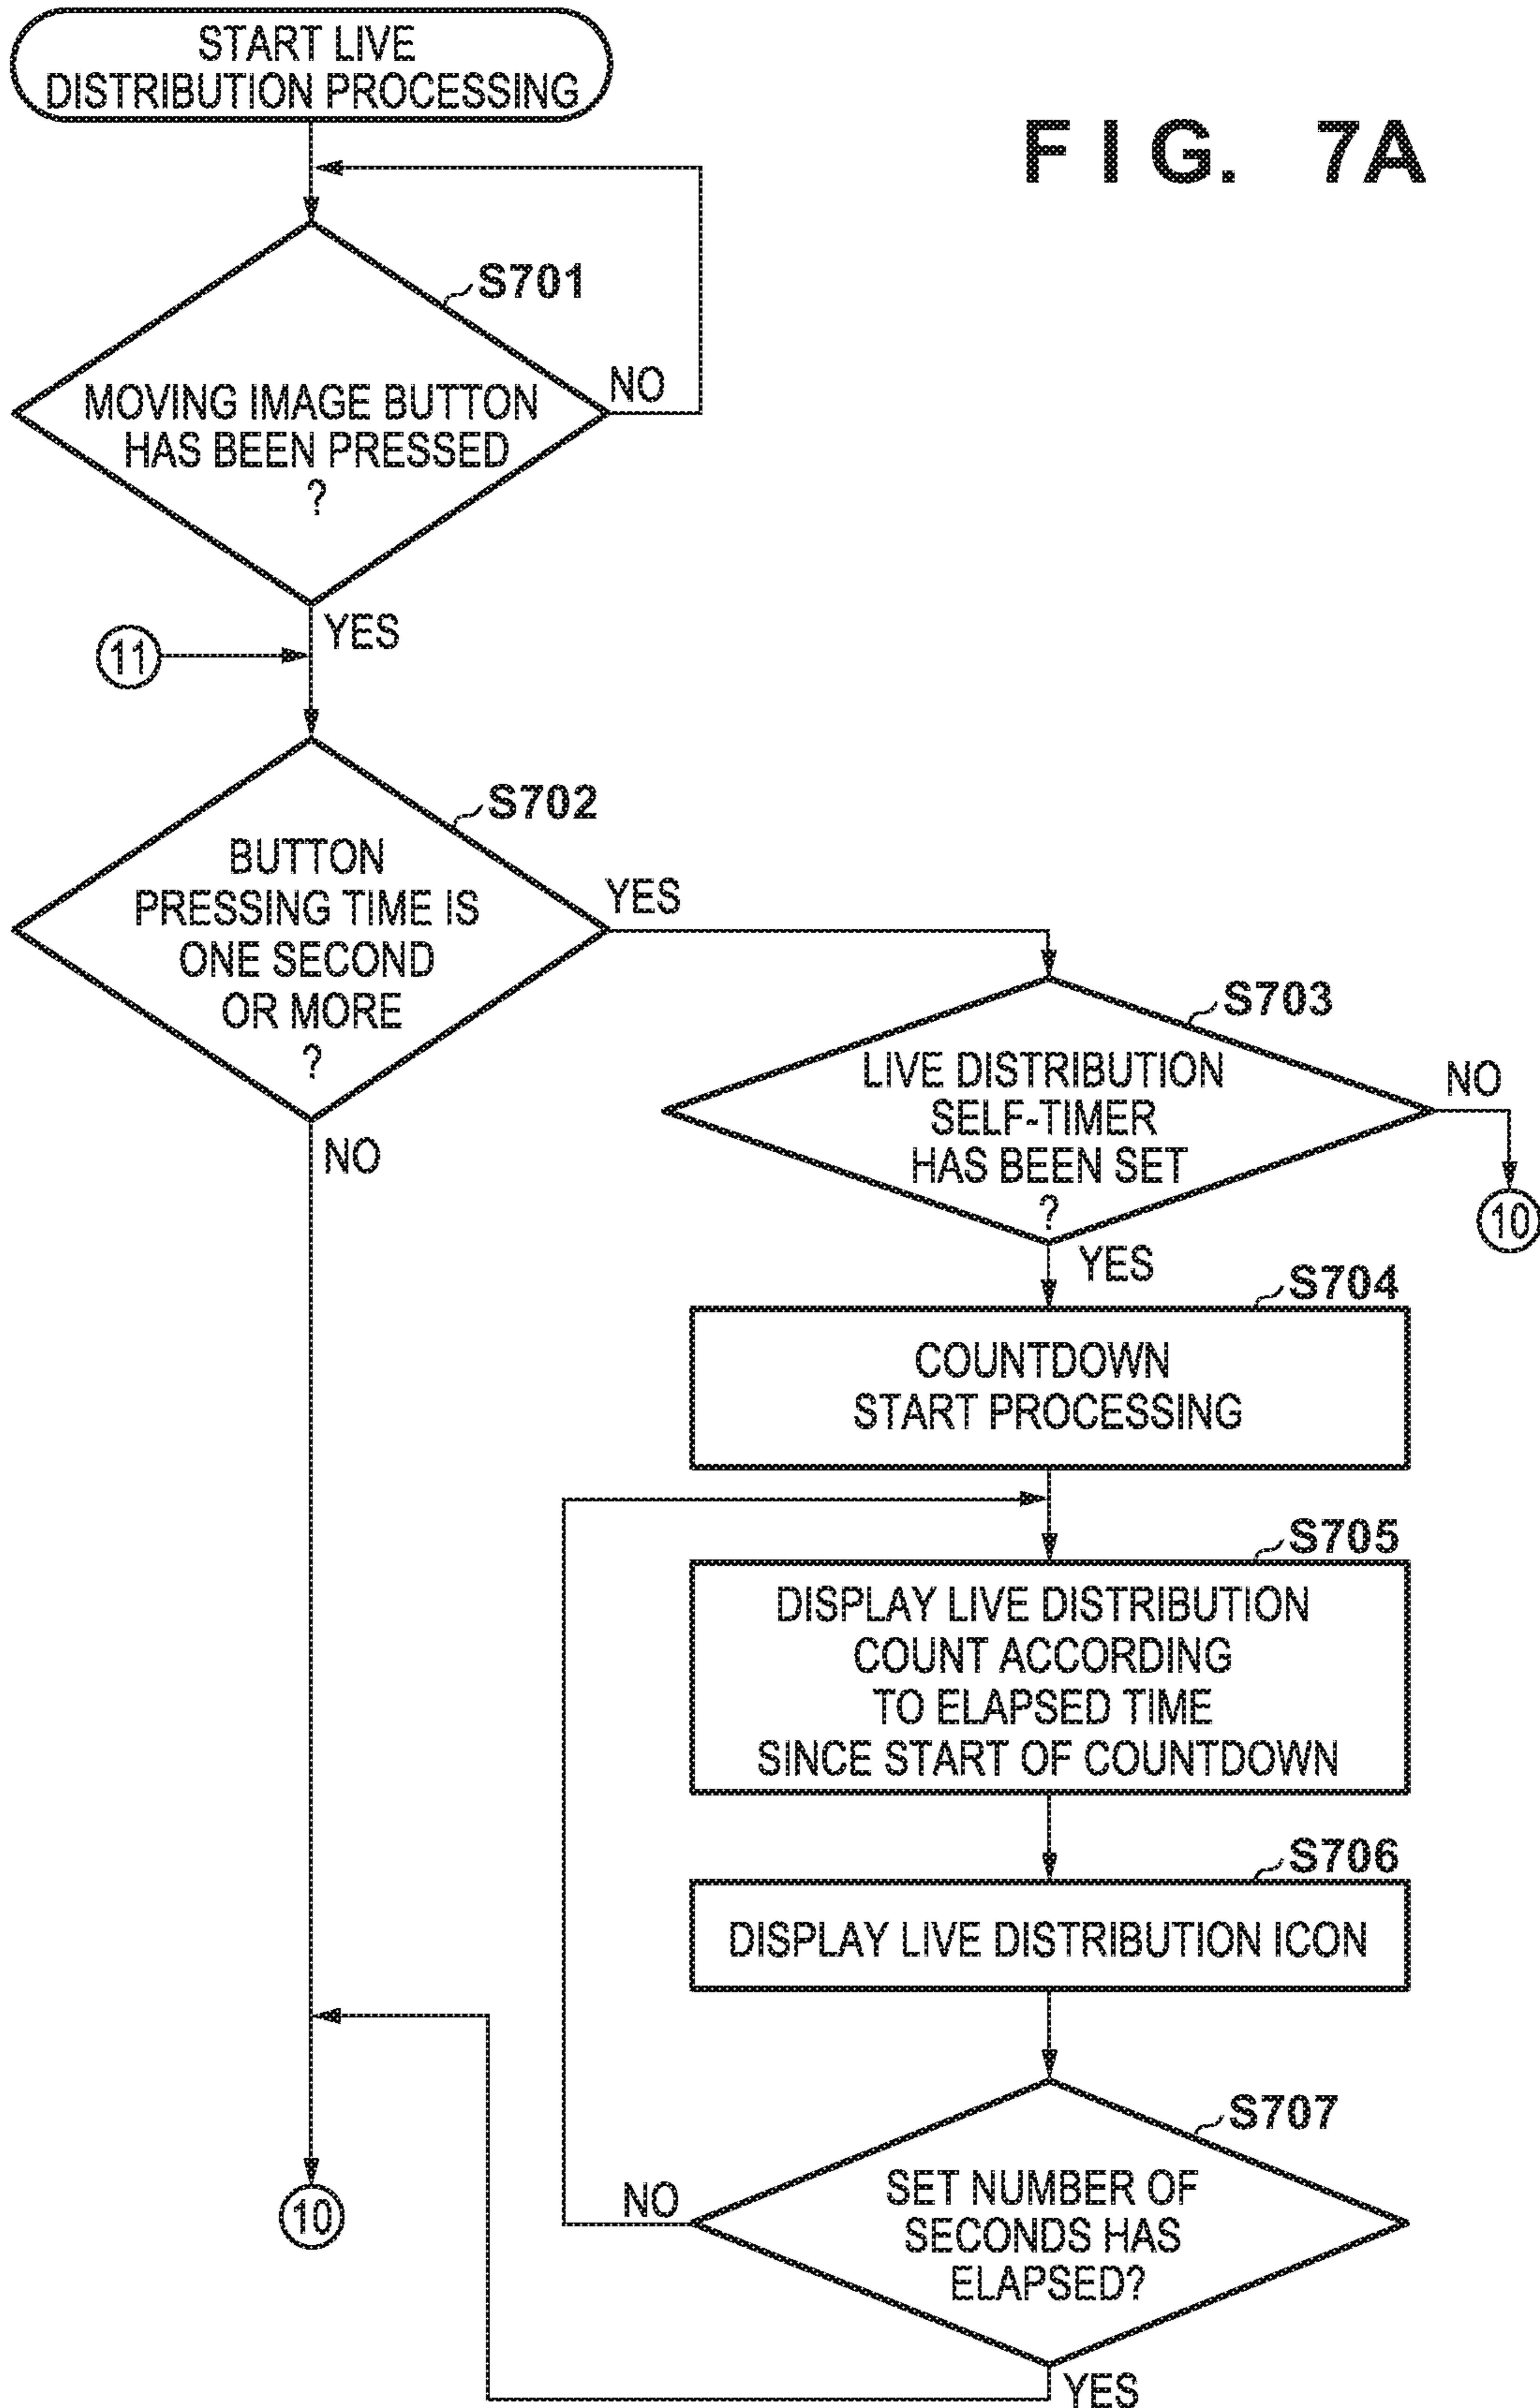 START LIVE
DISTRIBUTION PROCESSING
FIG. 7A
S701
MOVING IMAGE BUTTON
HAS BEEN PRESSED
?
NO
YES
11
S702
BUTTON
PRESSING TIME IS
ONE SECOND
OR MORE
?
YES
NO
S703
LIVE DISTRIBUTION
SELF-TIMER
HAS BEEN SET
?
NO
10
YES
S704
COUNTDOWN
START PROCESSING
S705
DISPLAY LIVE DISTRIBUTION
COUNT ACCORDING
TO ELAPSED TIME
SINCE START OF COUNTDOWN
S706
DISPLAY LIVE DISTRIBUTION ICON
S707
SET NUMBER OF
SECONDS HAS
ELAPSED?
NO
10
YES